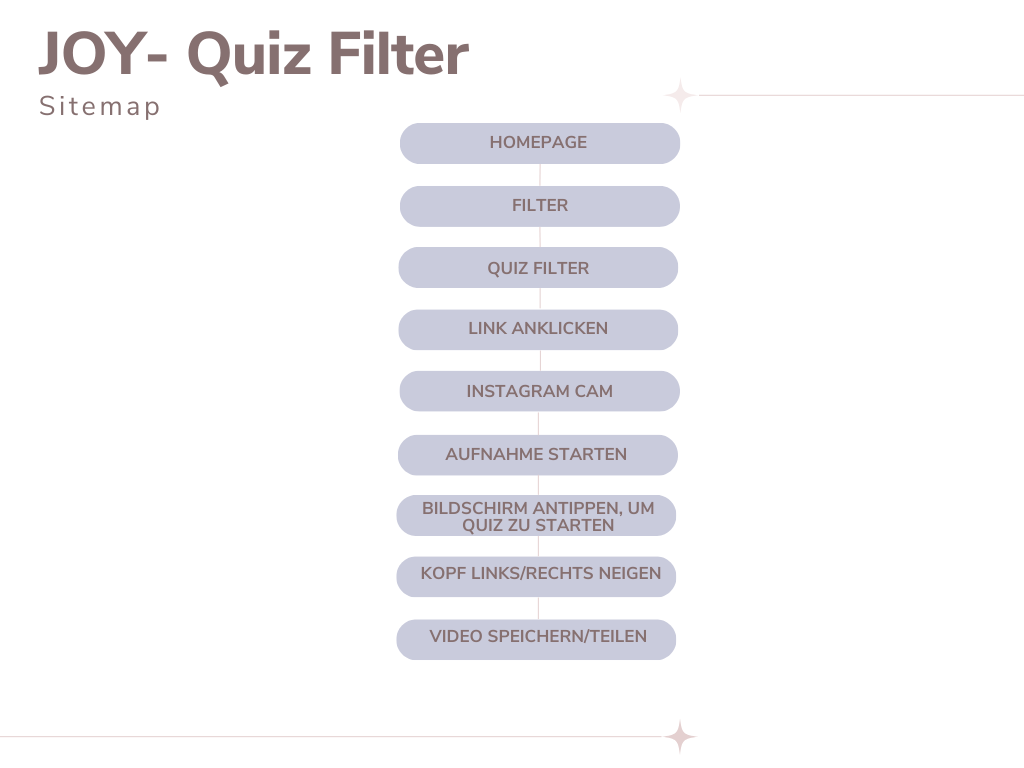 JOY- Quiz Filter
Sitemap
HOMEPAGE
FILTER
QUIZ FILTER
LINK ANKLICKEN
INSTAGRAM CAM
AUFNAHME STARTEN
BILDSCHIRM ANTIPPEN, UM
QUIZ ZU STARTEN
KOPF LINKS/RECHTS NEIGEN
VIDEO SPEICHERN/TEILEN